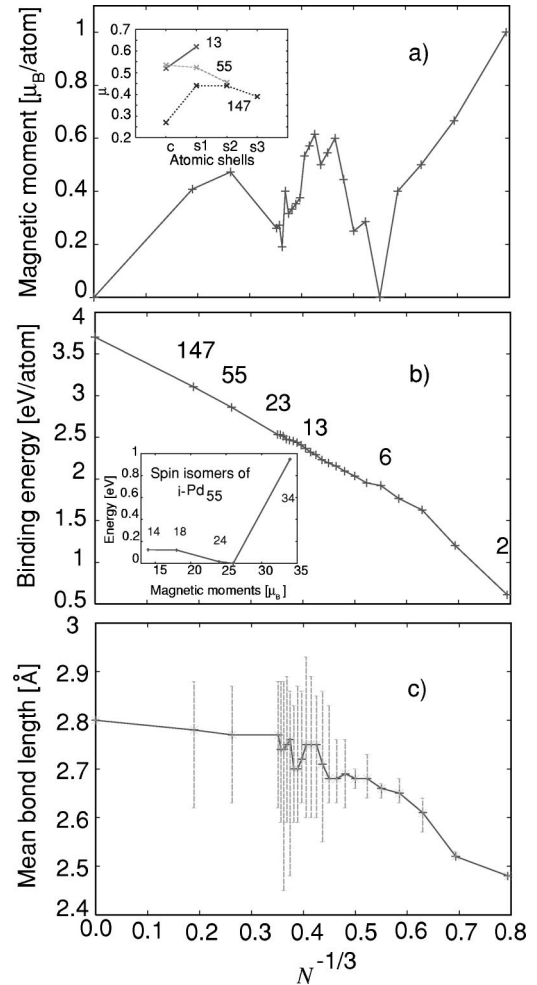 Magnetic moment [μB/atom]
1
0.8
0.6
0.4
0.2
0
a)
μ
0.7
0.6
0.5
0.4
0.3
0.2
13
55
147
c s1 s2 s3
Atomic shells
Binding energy [eV/atom]
4
3.5
3
2.5
2
1.5
1
0.5
b)
147
55
23
13
6
2
Energy [eV]
1
0.8
0.6
0.4
0.2
0
Spin isomers of
i-Pd55
14
18
24
34
15 20 25 30 35
Magnetic moments [μB]
Mean bond length [Å]
3
2.9
2.8
2.7
2.6
2.5
2.4
c)
0.0 0.1 0.2 0.3 0.4 0.5 0.6 0.7 0.8
N-1/3